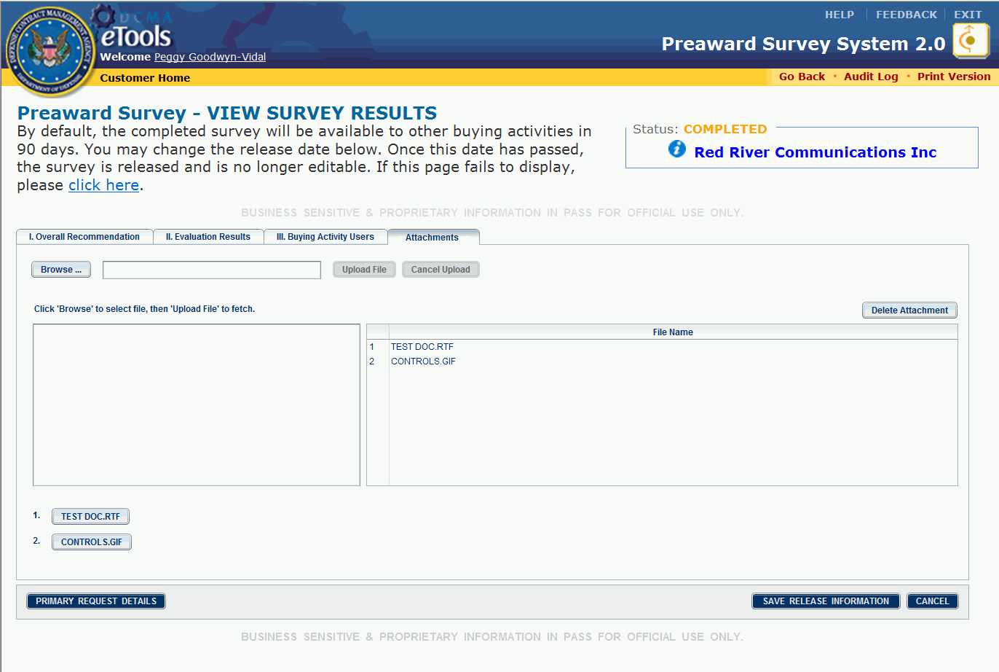 HELP FEEDBACK EXIT
DCMA
eTools
Preaward Survey System 2.0
Welcome Peggy Goodwyn-Vidal
DEFENSE CONTRACT MANAGEMENT AGENCY
DEPARTMENT OF DEFENSE
Customer Home
Go Back · Audit Log · Print Version
Preaward Survey - VIEW SURVEY RESULTS
By default, the completed survey will be available to other buying activities in
90 days. You may change the release date below. Once this date has passed,
the survey is released and is no longer editable. If this page fails to display,
please click here.
Status: COMPLETED
Red River Communications Inc
BUSINESS SENSITIVE & PROPRIETARY INFORMATION IN PASS FOR OFFICIAL USE ONLY.
I. Overall Recommendation II. Evaluation Results III. Buying Activity Users Attachments
Browse ... Upload File Cancel Upload
Click 'Browse' to select file, then 'Upload File' to fetch.
Delete Attachment
File Name
1 TEST DOC.RTF
2 CONTROLS.GIF
1. TEST DOC.RTF
2. CONTROLS.GIF
PRIMARY REQUEST DETAILS SAVE RELEASE INFORMATION CANCEL
BUSINESS SENSITIVE & PROPRIETARY INFORMATION IN PASS FOR OFFICIAL USE ONLY.